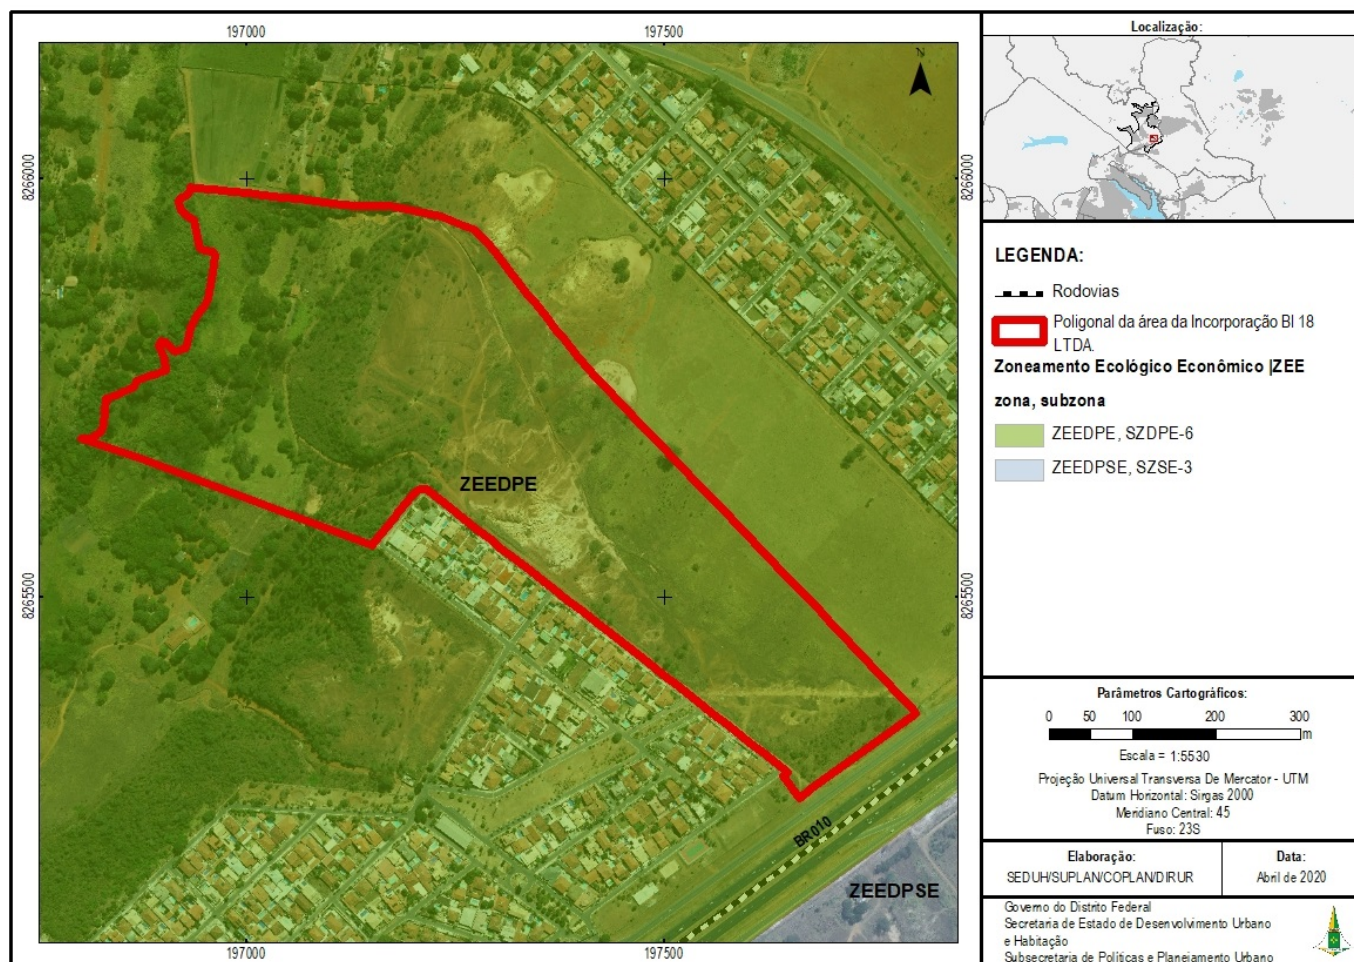 197000
197500
8266000
8266000
8265500
8265500
197000
197500
N
ZEEDPE
BR010
ZEEDPSE
Localização:
LEGENDA:
Rodovias
Poligonal da área da Incorporação BI 18
LTDA.
Zoneamento Ecológico Econômico |ZEE
zona, subzona
ZEEDPE, SZDPE-6
ZEEDPSE, SZSE-3
Parâmetros Cartográficos:
0 50 100 200 300
m
Escala = 1:5530
Projeção Universal Transversa De Mercator - UTM
Datum Horizontal: Sirgas 2000
Meridiano Central: 45
Fuso: 23S
Elaboração:
SEDUH/SUPLAN/COPLAN/DIRUR
Data:
Abril de 2020
Governo do Distrito Federal
Secretaria de Estado de Desenvolvimento Urbano
e Habitação
Subsecretaria de Políticas e Planejamento Urbano